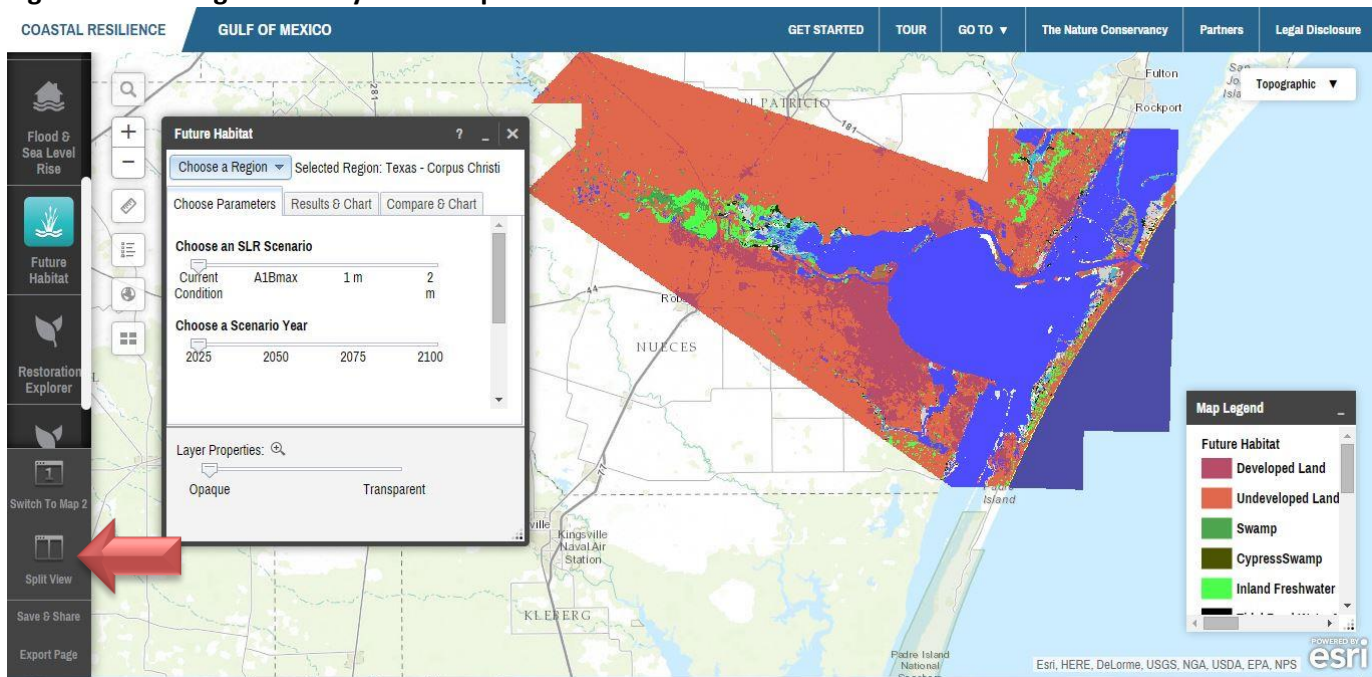 COASTAL RESILIENCE
GULF OF MEXICO
GET STARTED
TOUR
GO TO ▼
The Nature Conservancy
Partners
Legal Disclosure
Flood &
Sea Level
Rise
Future
Habitat
Restoration
Explorer
1
Switch To Map 2
Split View
Save & Share
Export Page
Future Habitat
? _ ×
Choose a Region ▼ Selected Region: Texas - Corpus Christi
Choose Parameters
Results & Chart
Compare & Chart
Choose an SLR Scenario
Current
Condition
A1Bmax
1 m
2
m
Choose a Scenario Year
2025 2050 2075 2100
Layer Properties:
Opaque
Transparent
281
PATRICIO
181
Fulton
Rockport
Topographic ▼
44
NUECES
77
Island
Kingsville
Naval Air
Station
KLEBERG
Padre Island
National
Map Legend _
Future Habitat
Developed Land
Undeveloped Land
Swamp
CypressSwamp
Inland Freshwater
Esri, HERE, DeLorme, USGS, NGA, USDA, EPA, NPS
POWERED BY
esri